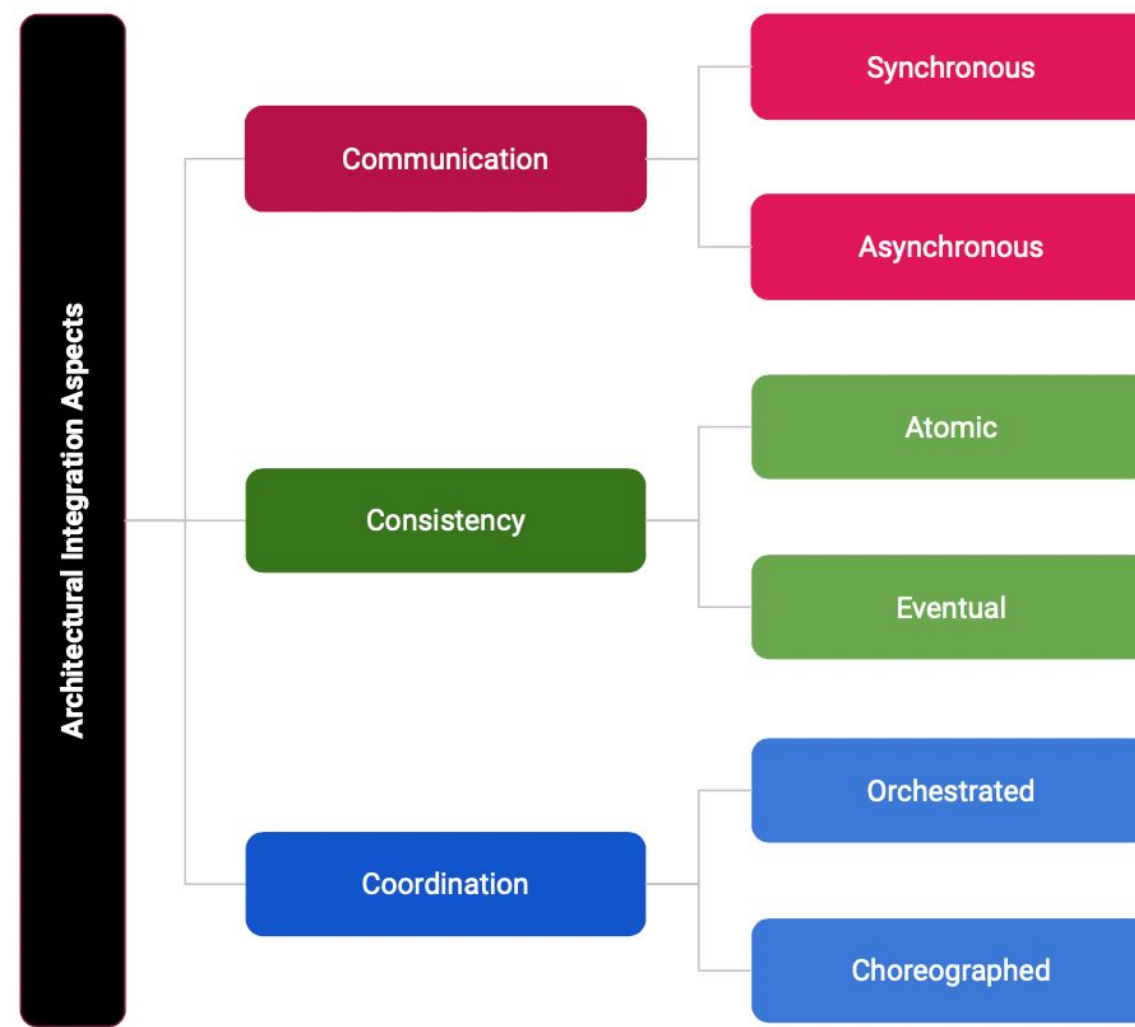 Architectural Integration Aspects
Communication
Synchronous
Asynchronous
Consistency
Atomic
Eventual
Coordination
Orchestrated
Choreographed